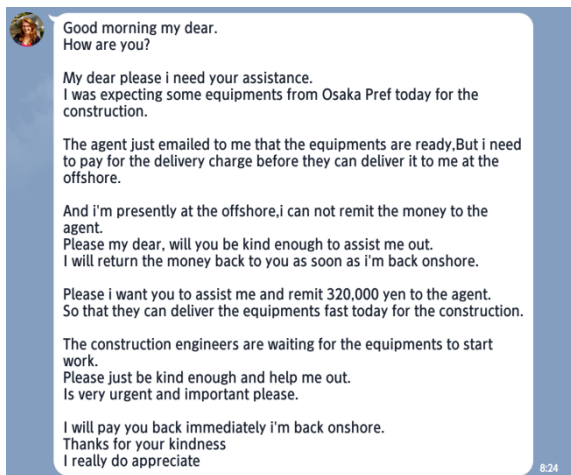 Good morning my dear.
How are you?
My dear please i need your assistance.
I was expecting some equipments from Osaka Pref today for the
construction.
The agent just emailed to me that the equipments are ready,But i need
to pay for the delivery charge before they can deliver it to me at the
offshore.
And i'm presently at the offshore,i can not remit the money to the
agent.
Please my dear, will you be kind enough to assist me out.
I will return the money back to you as soon as i'm back onshore.
Please i want you to assist me and remit 320,000 yen to the agent.
So that they can deliver the equipments fast today for the construction.
The construction engineers are waiting for the equipments to start
work.
Please just be kind enough and help me out.
Is very urgent and important please.
I will pay you back immediately i'm back onshore.
Thanks for your kindness
I really do appreciate
8:24